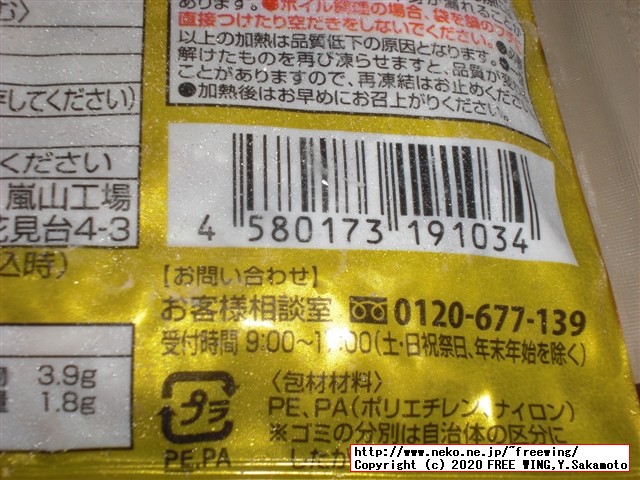 あります。●ボイル調理の場合、袋を鍋のフチに
直接つけたり空だきをしないでください。
以上の加熱は品質低下の原因となります。
解けたものを再び凍らせますと、品質が変わ
ことがありますので、再凍結はお止めくだ
●加熱後はお早めにお召上がりください。
してください)
ください
嵐山工場
花見台4-3
込時)
4 580173 191034
【お問い合わせ】
お客様相談室 0120-677-139
受付時間 9:00〜1 :00(土・日祝祭日、年末年始を除く)
3.9g
1.8g
プラ
PE,PA
〈包材材料〉
PE、PA(ポリエチレン、ナイロン)
※ゴミの分別は自治体の区分に
したが
http://www.neko.ne.jp/~freewing/
Copyright (c) 2020 FREE WING,Y.Sakamoto